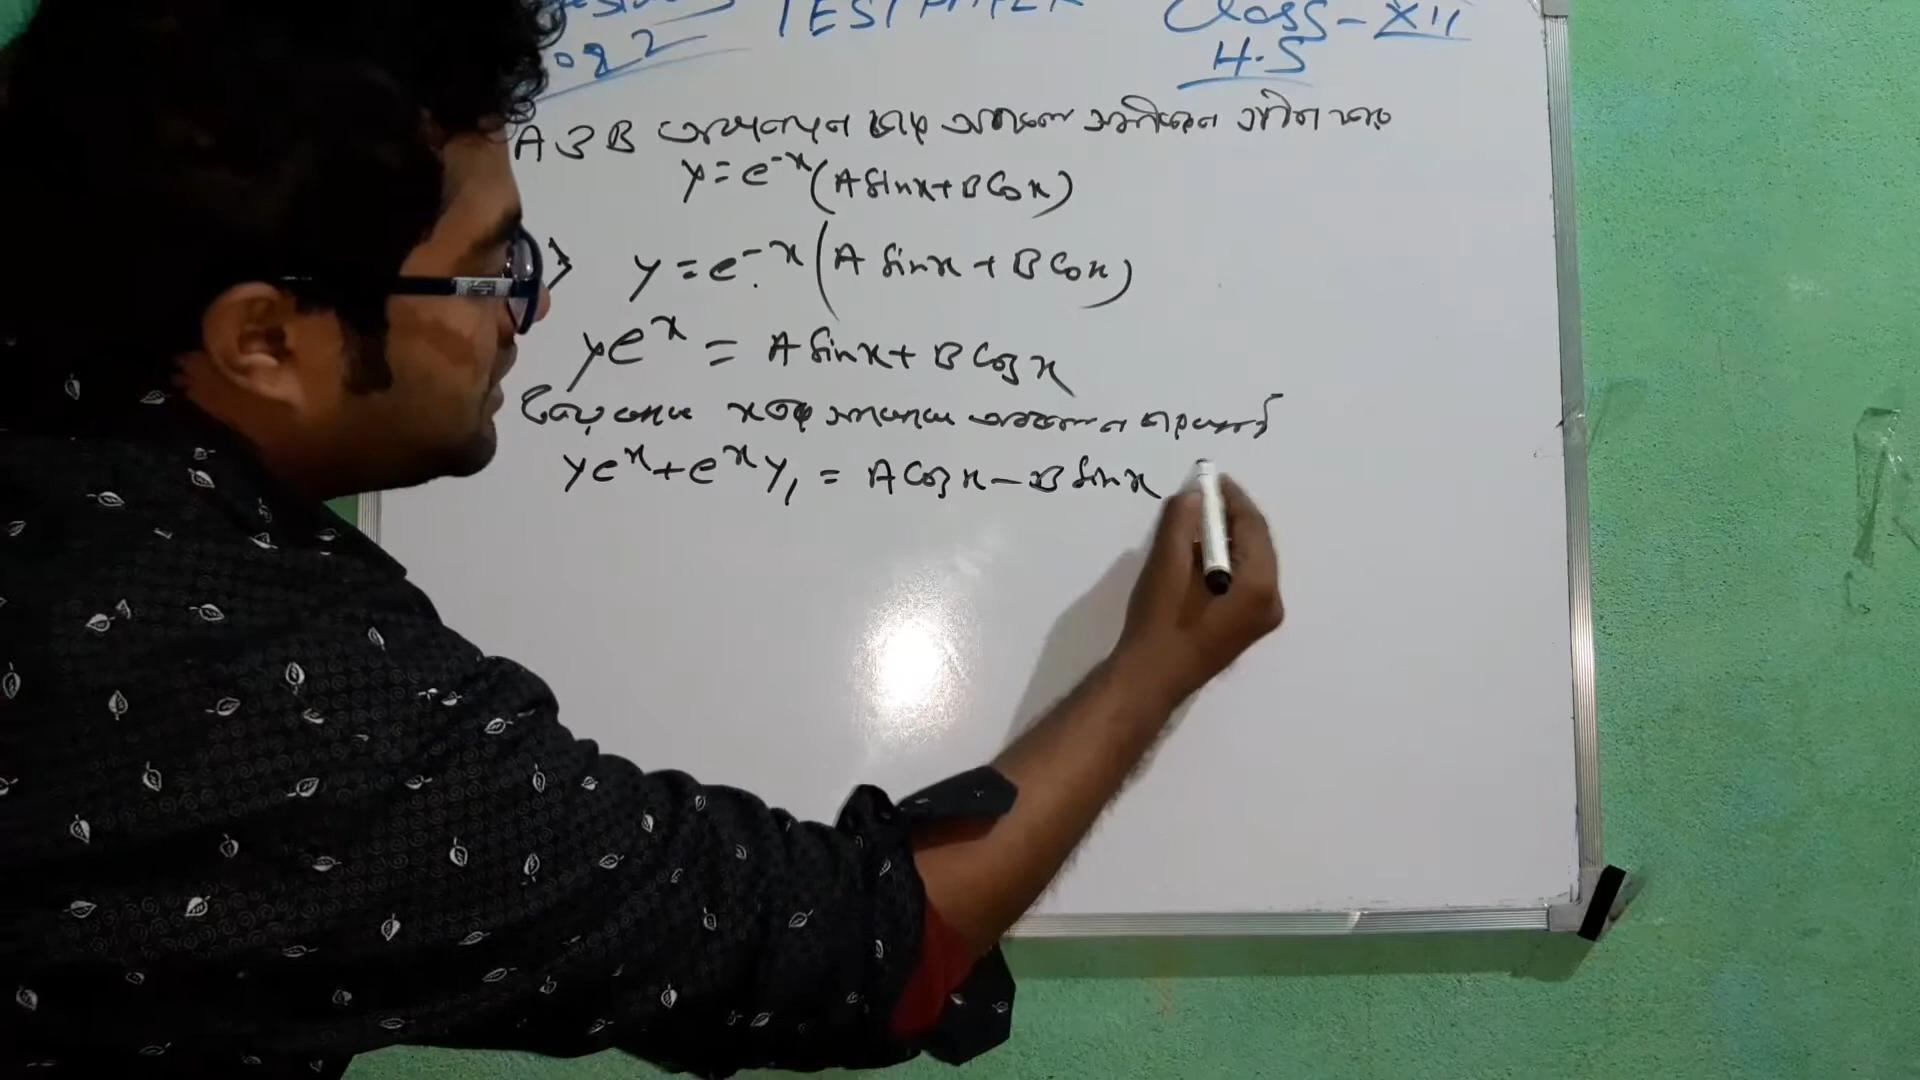 TEST PAPER Class-XII
H.S
A ও B অপনয়ন করে অবকল সমীকরণ গঠন কর
y=e^-x(A Sinx+B Cosx)
y=e^-x(A Sinx+B Cosx)
ye^x = A Sinx+ B Cosx
উভয় পক্ষে x এর সাপেক্ষে অবকলন করে পাই
ye^x+e^x y₁ = A Cosx-B Sinx